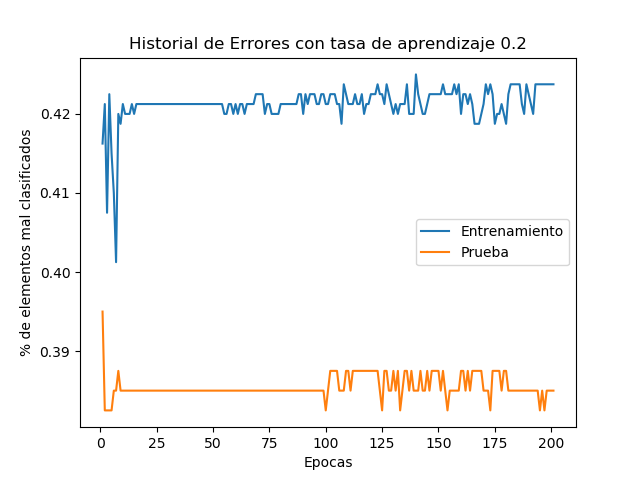 Historial de Errores con tasa de aprendizaje 0.2
% de elementos mal clasificados
0.42
0.41
0.40
0.39
Entrenamiento
Prueba
0
25
50
75
100
125
150
175
200
Epocas